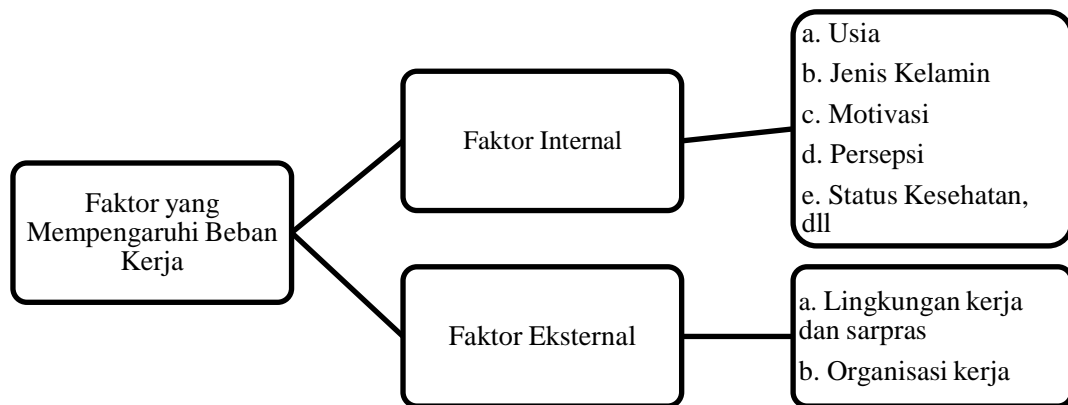 Faktor yang
Mempengaruhi Beban
Kerja
Faktor Internal
a. Usia
b. Jenis Kelamin
c. Motivasi
d. Persepsi
e. Status Kesehatan,
dll
Faktor Eksternal
a. Lingkungan kerja
dan sarpras
b. Organisasi kerja